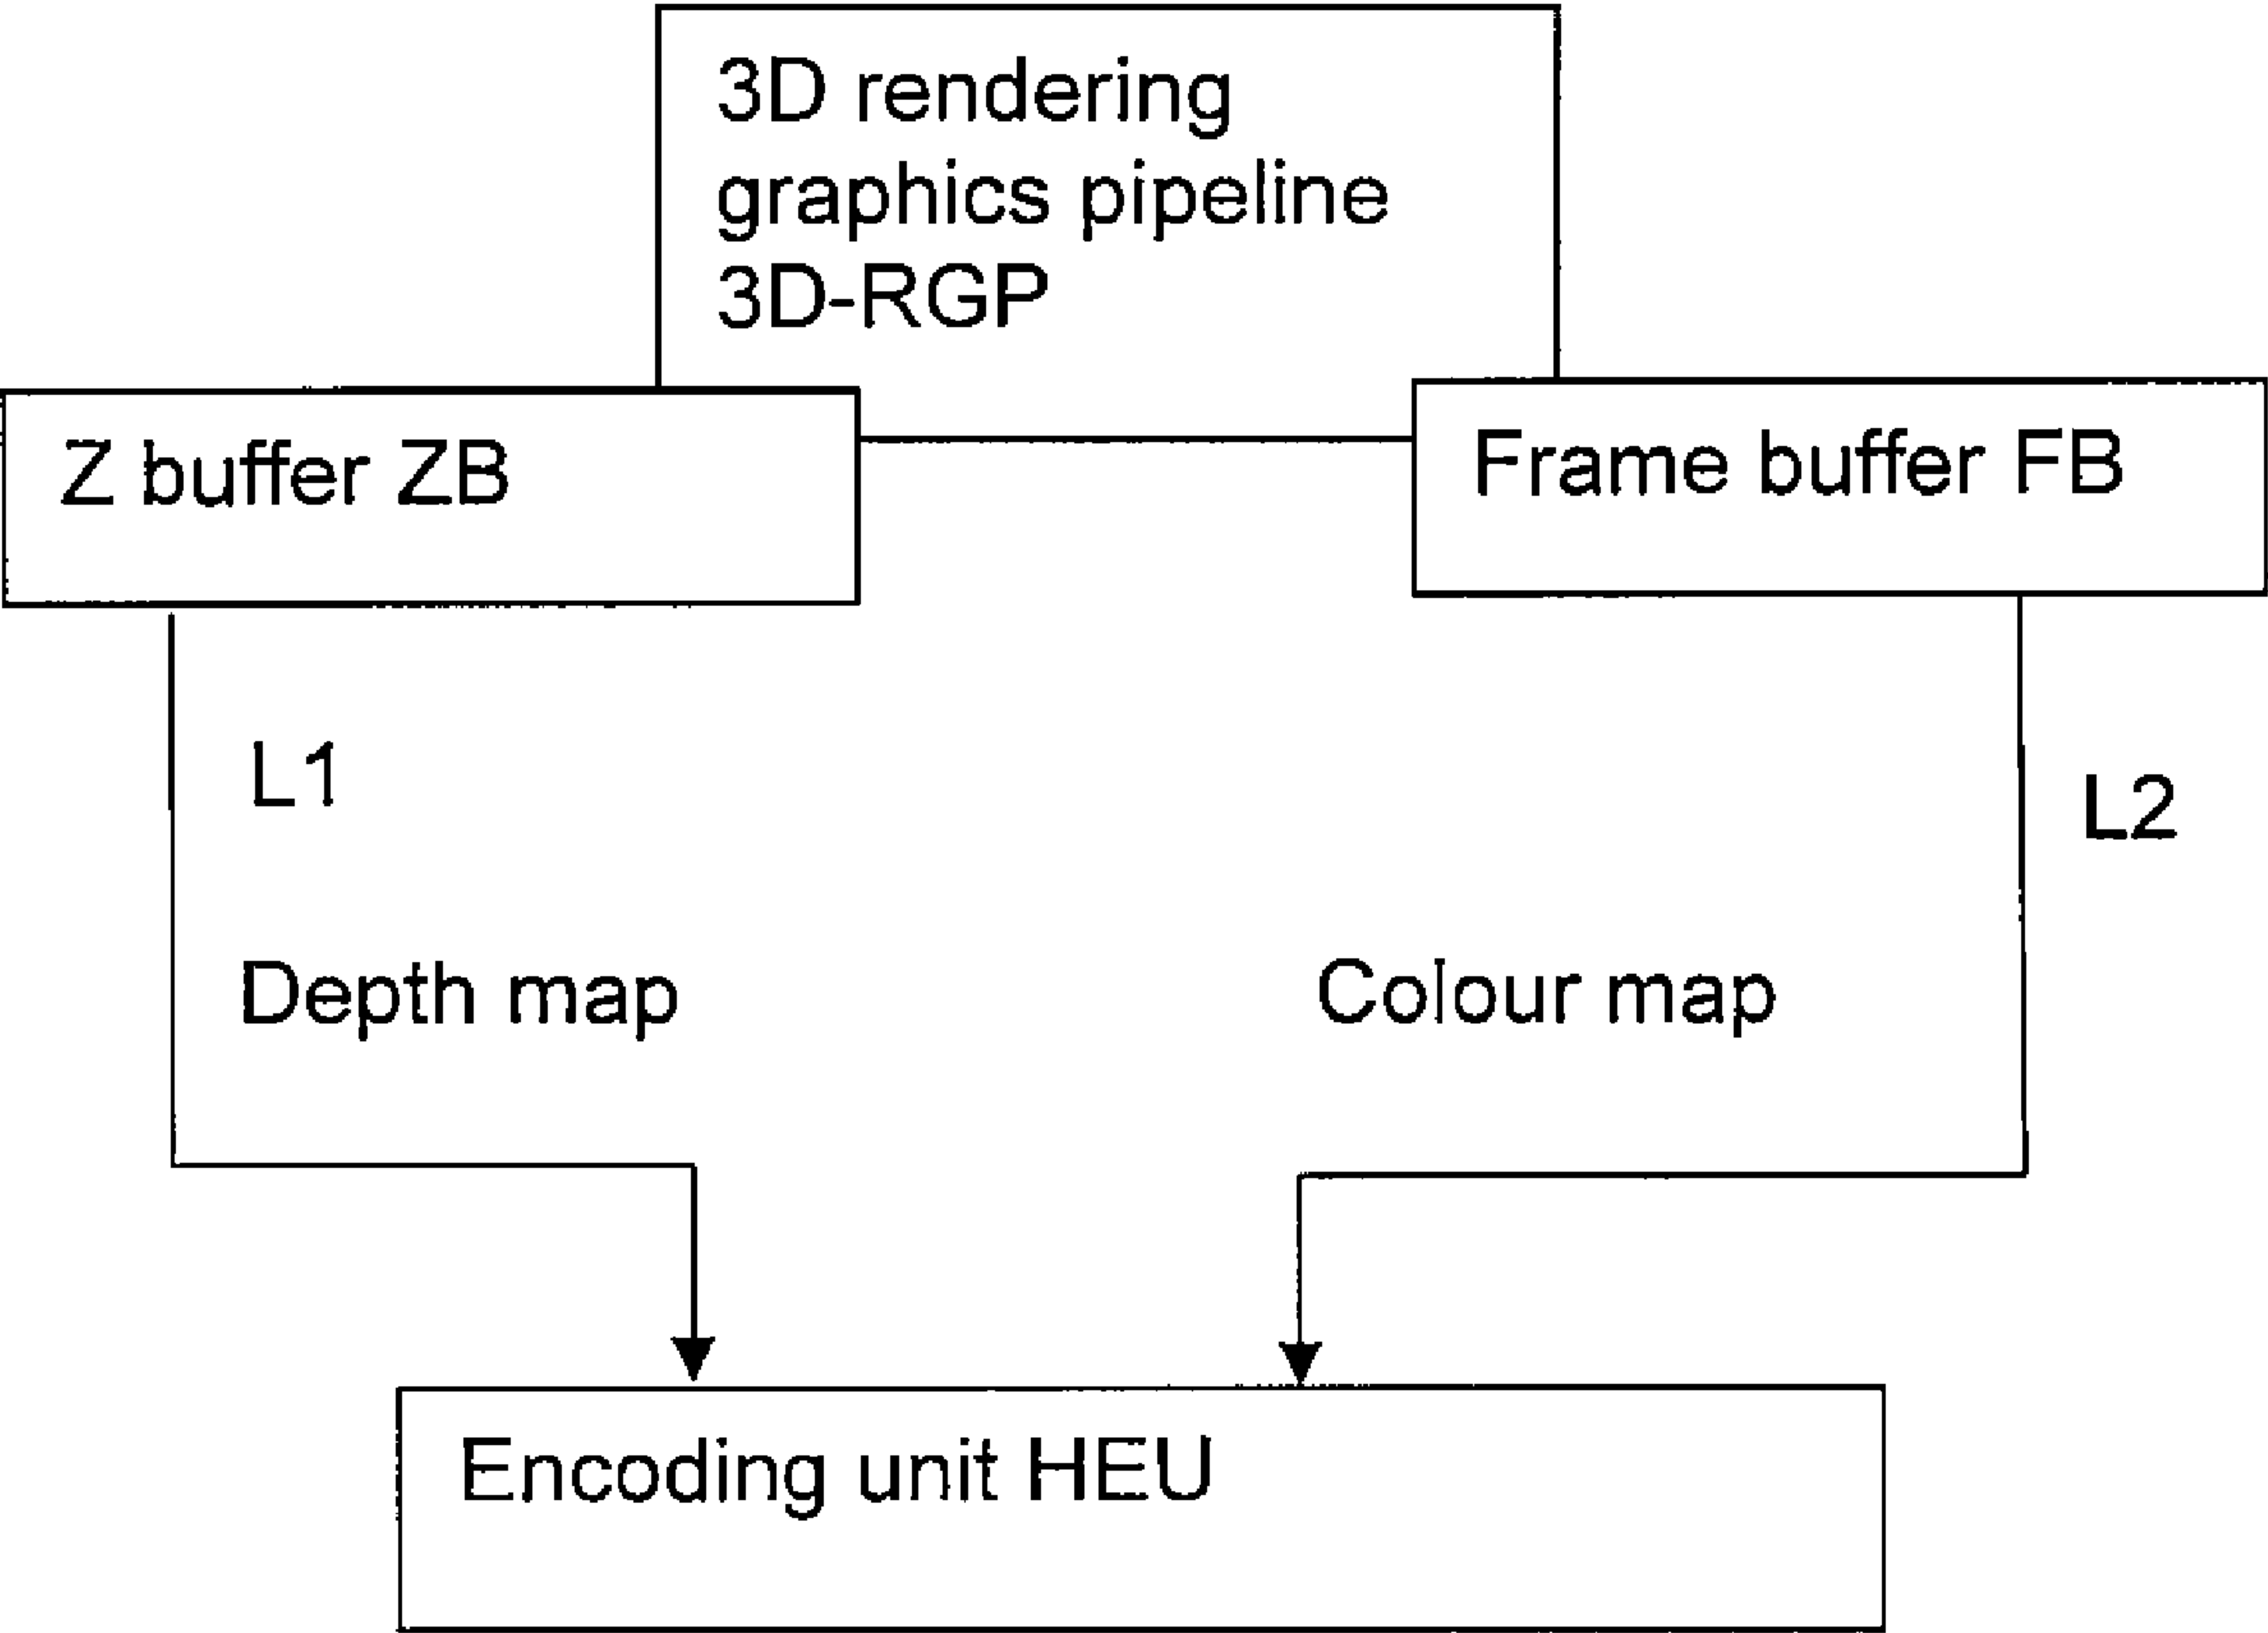 3D rendering
graphics pipeline
3D-RGP
Z buffer ZB
Frame buffer FB
L1
L2
Depth map
Colour map
Encoding unit HEU